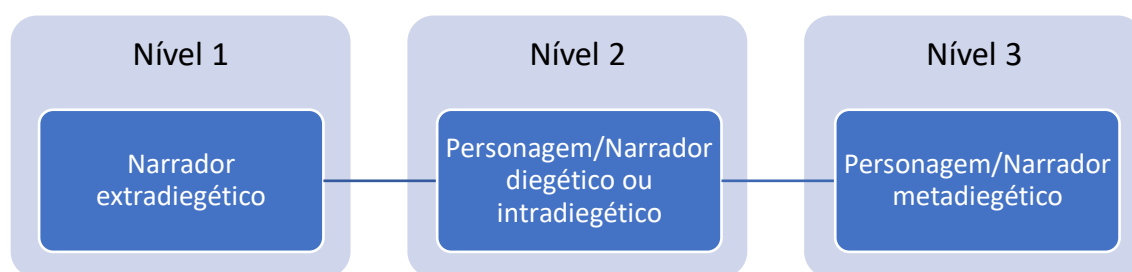 Nível 1
Narrador
extradiegético
Nível 2
Personagem/Narrador
diegético ou
intradiegético
Nível 3
Personagem/Narrador
metadiegético